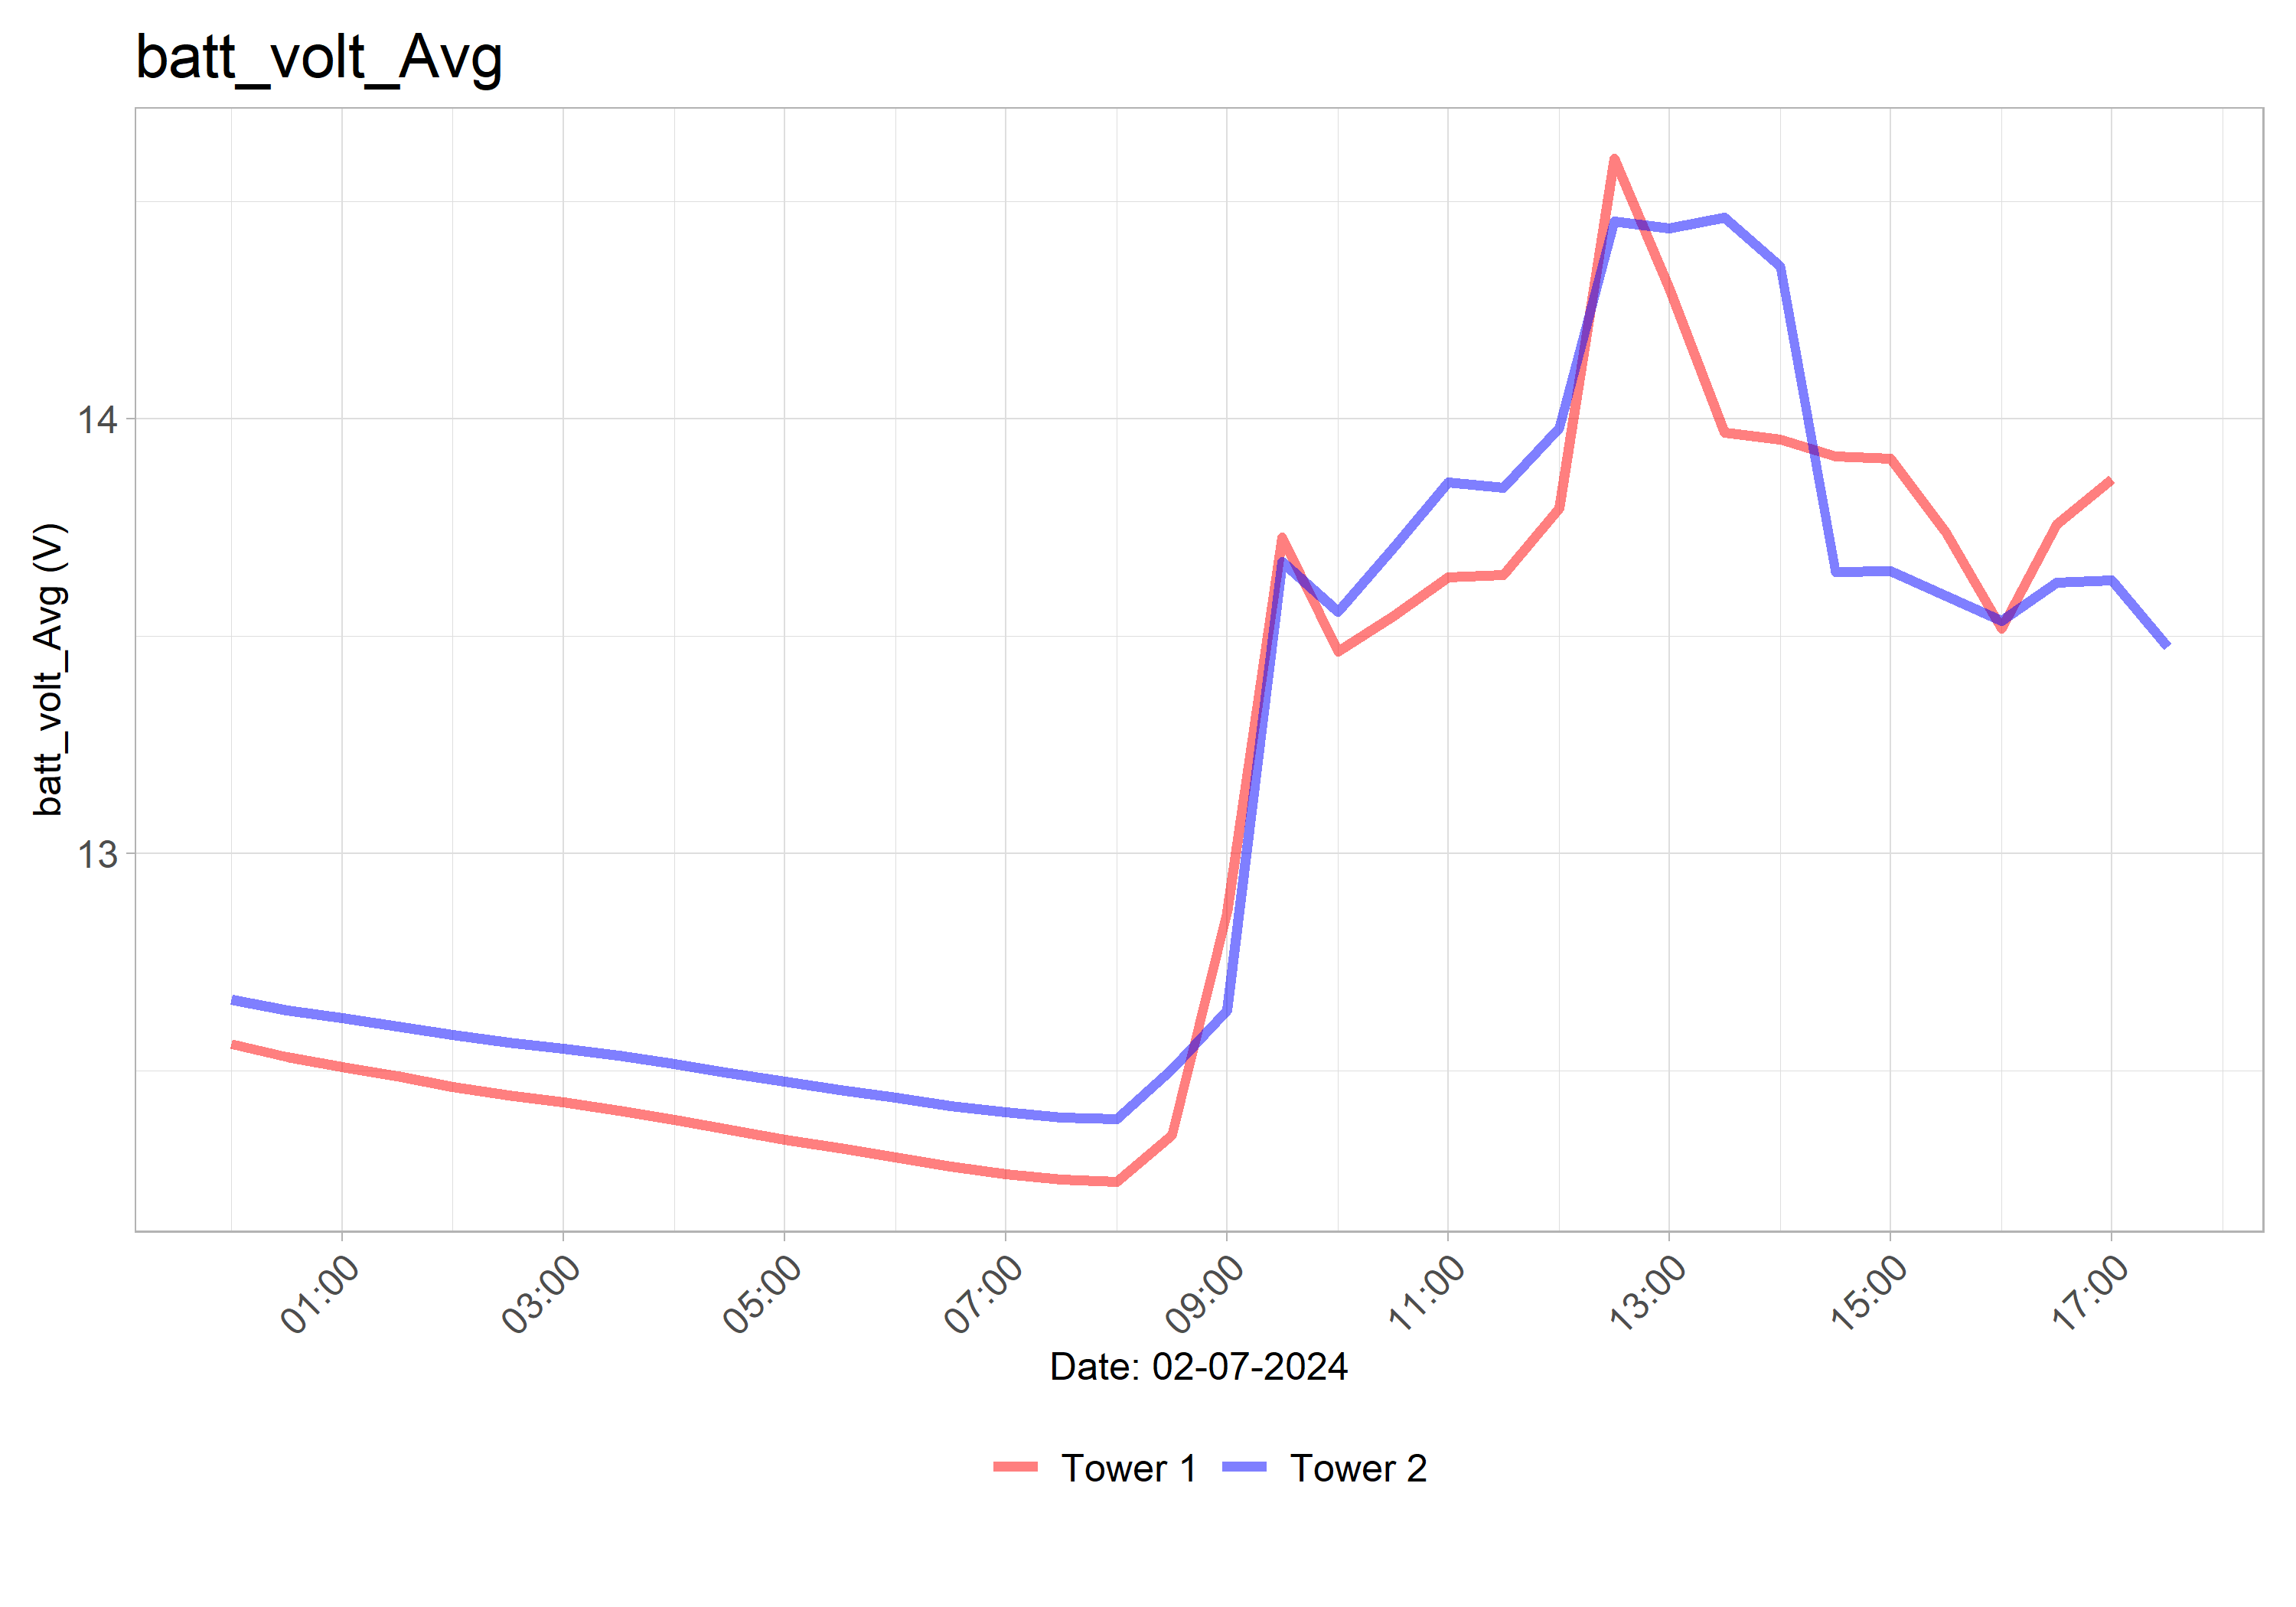 batt_volt_Avg
batt_volt_Avg (V)
14
13
01:00 03:00 05:00 07:00 09:00 11:00 13:00 15:00 17:00
Date: 02-07-2024
Tower 1 Tower 2